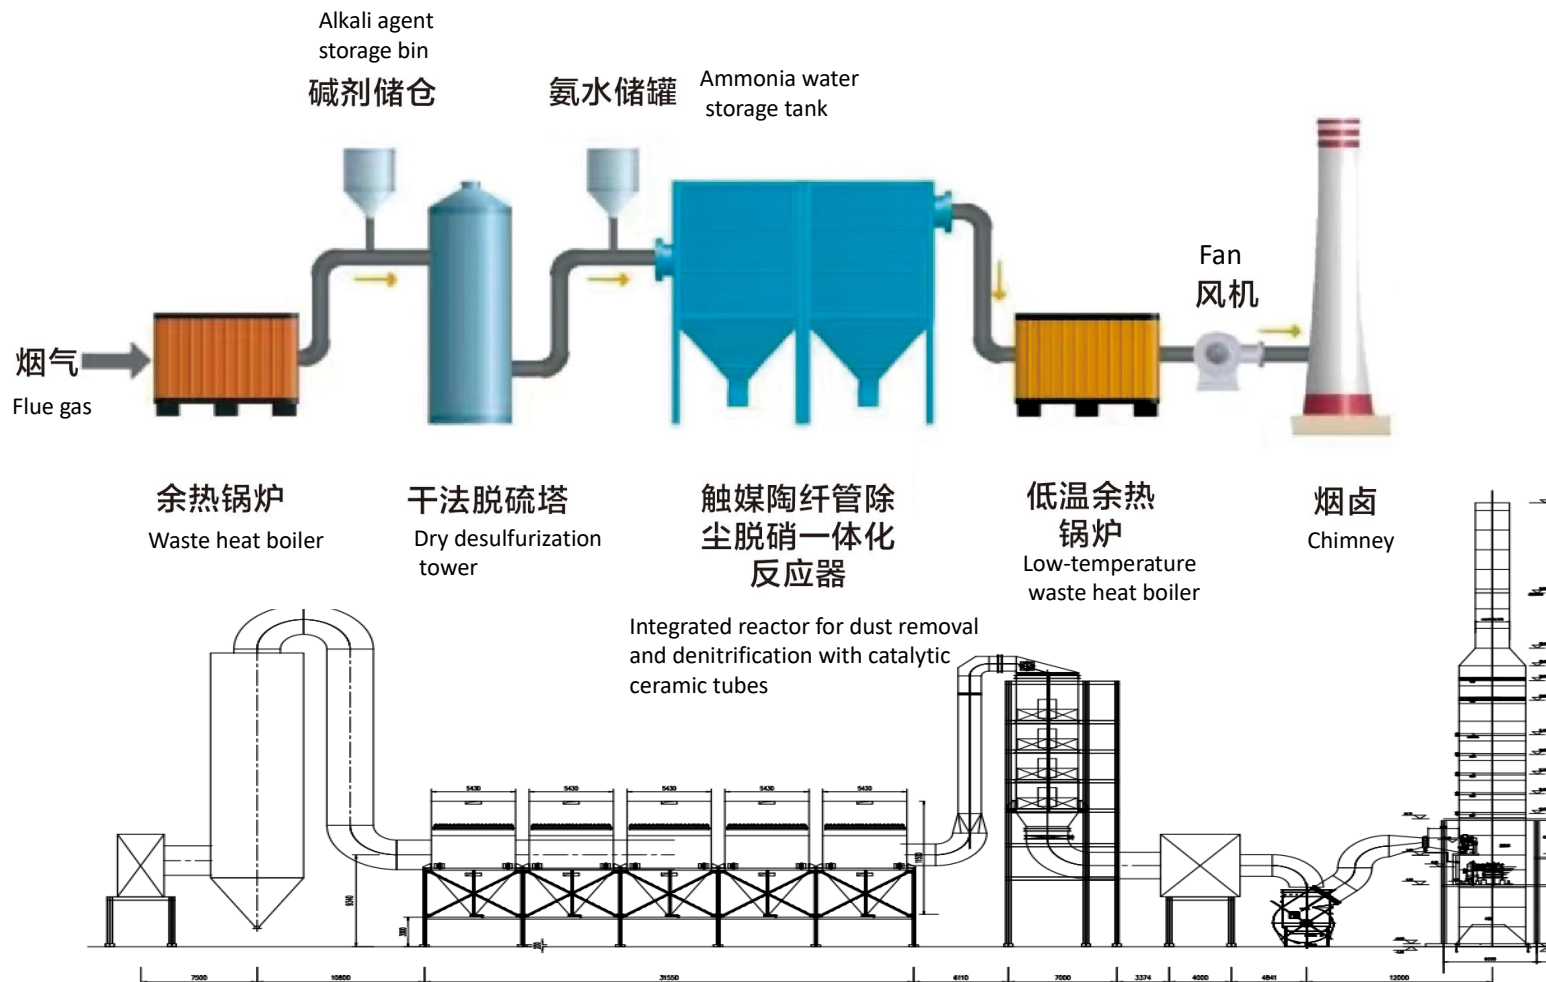 Alkali agent
storage bin
碱剂储仓
氨水储罐
Ammonia water
storage tank
Fan
风机
烟气
Flue gas
余热锅炉
Waste heat boiler
干法脱硫塔
Dry desulfurization
tower
触媒陶纤管除
尘脱硝一体化
反应器
Integrated reactor for dust removal
and denitrification with catalytic
ceramic tubes
低温余热
锅炉
Low-temperature
waste heat boiler
烟卤
Chimney
5430
5430
5430
5430
5430
7500
10800
31550
6110
7000
3374
4000
4841
12000